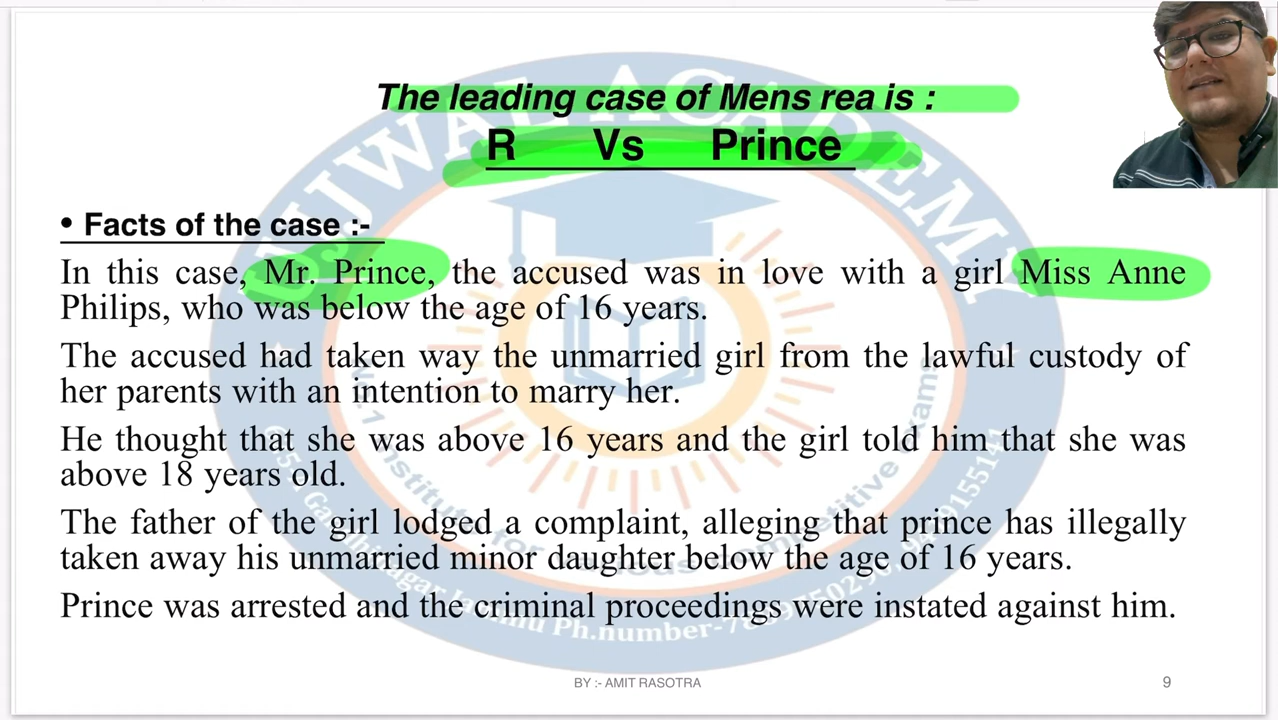 The leading case of Mens rea is :
R Vs Prince
• Facts of the case :-
In this case, Mr. Prince, the accused was in love with a girl Miss Anne
Philips, who was below the age of 16 years.
The accused had taken way the unmarried girl from the lawful custody of
her parents with an intention to marry her.
He thought that she was above 16 years and the girl told him that she was
above 18 years old.
The father of the girl lodged a complaint, alleging that prince has illegally
taken away his unmarried minor daughter below the age of 16 years.
Prince was arrested and the criminal proceedings were instated against him.
BY :- AMIT RASOTRA
9